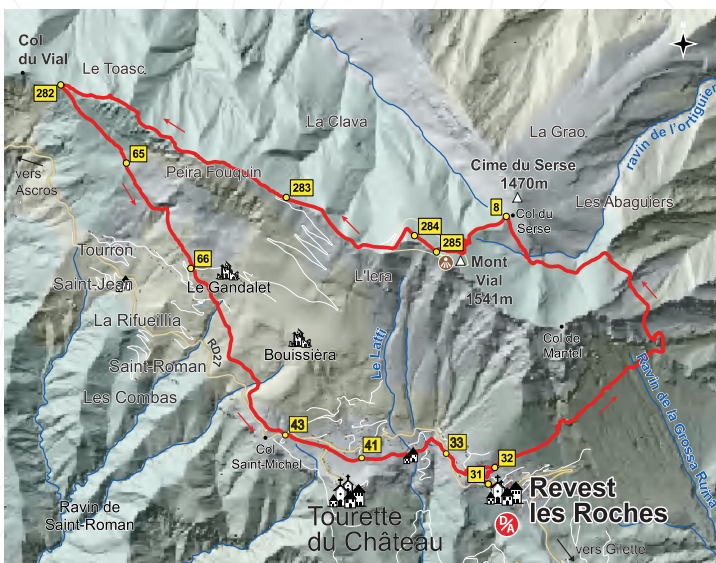 Col
du Vial
Le Toasc
282
La Clava
ravin de l'ortiguier
La Grao
65
Cime du Serse
1470m
vers
Ascros
Peira Fouquin
283
8
Col du
Serse
Les Abaguiers
284
285
Tourron
66
Saint-Jean
Le Gandalet
L'Iera
Mont
Vial
1541m
La Rifueillia
RD27
Bouissièra
Le Latti
Col de
Mantel
Saint-Roman
Les Combas
Ravin de la Grossa Ruma
43
Col
Saint-Michel
41
33
32
31
Revest
les Roches
D/A
Ravin de
Saint-Roman
Tourette
du Château
vers Gilette